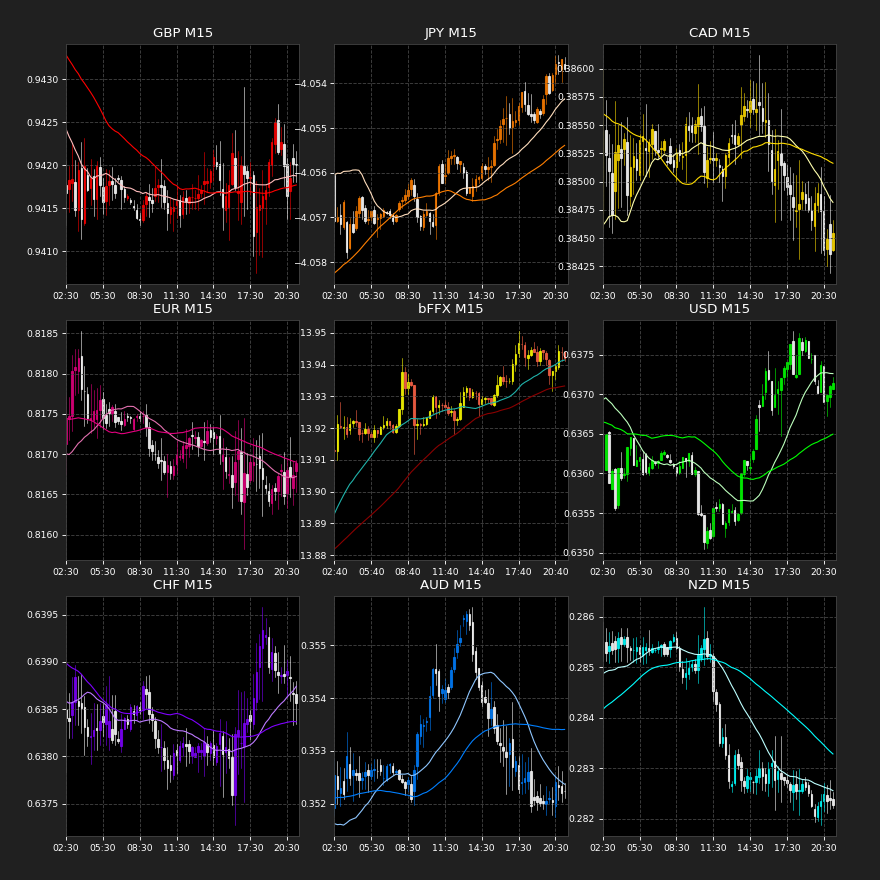 GBP M15
0.9430
0.9425
0.9420
0.9415
0.9410
02:30 05:30 08:30 11:30 14:30 17:30 20:30
JPY M15
−4.054
−4.055
−4.056
−4.057
−4.058
02:30 05:30 08:30 11:30 14:30 17:30 20:30
CAD M15
0.38600
0.38575
0.38550
0.38525
0.38500
0.38475
0.38450
0.38425
02:30 05:30 08:30 11:30 14:30 17:30 20:30
EUR M15
0.8185
0.8180
0.8175
0.8170
0.8165
0.8160
02:30 05:30 08:30 11:30 14:30 17:30 20:30
bFFX M15
13.95
13.94
13.93
13.92
13.91
13.90
13.89
13.88
02:40 05:40 08:40 11:40 14:40 17:40 20:40
USD M15
0.6375
0.6370
0.6365
0.6360
0.6355
0.6350
02:30 05:30 08:30 11:30 14:30 17:30 20:30
CHF M15
0.6395
0.6390
0.6385
0.6380
0.6375
02:30 05:30 08:30 11:30 14:30 17:30 20:30
AUD M15
0.355
0.354
0.353
0.352
02:30 05:30 08:30 11:30 14:30 17:30 20:30
NZD M15
0.286
0.285
0.284
0.283
0.282
02:30 05:30 08:30 11:30 14:30 17:30 20:30